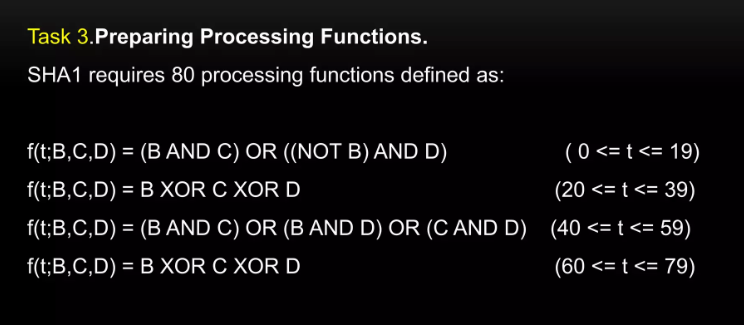 Task 3.Preparing Processing Functions.
SHA1 requires 80 processing functions defined as:
f(t;B,C,D) = (B AND C) OR ((NOT B) AND D) ( 0 <= t <= 19)
f(t;B,C,D) = B XOR C XOR D (20 <= t <= 39)
f(t;B,C,D) = (B AND C) OR (B AND D) OR (C AND D) (40 <= t <= 59)
f(t;B,C,D) = B XOR C XOR D (60 <= t <= 79)